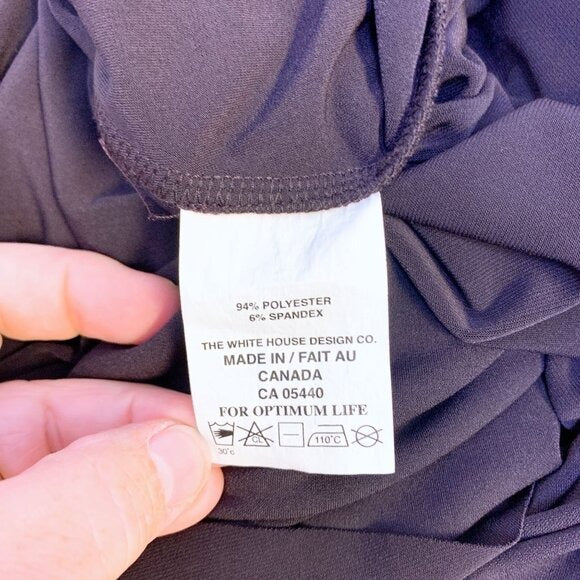 94% POLYESTER
6% SPANDEX
THE WHITE HOUSE DESIGN CO.
MADE IN / FAIT AU
CANADA
CA 05440
FOR OPTIMUM LIFE
CL 110°C
30°C